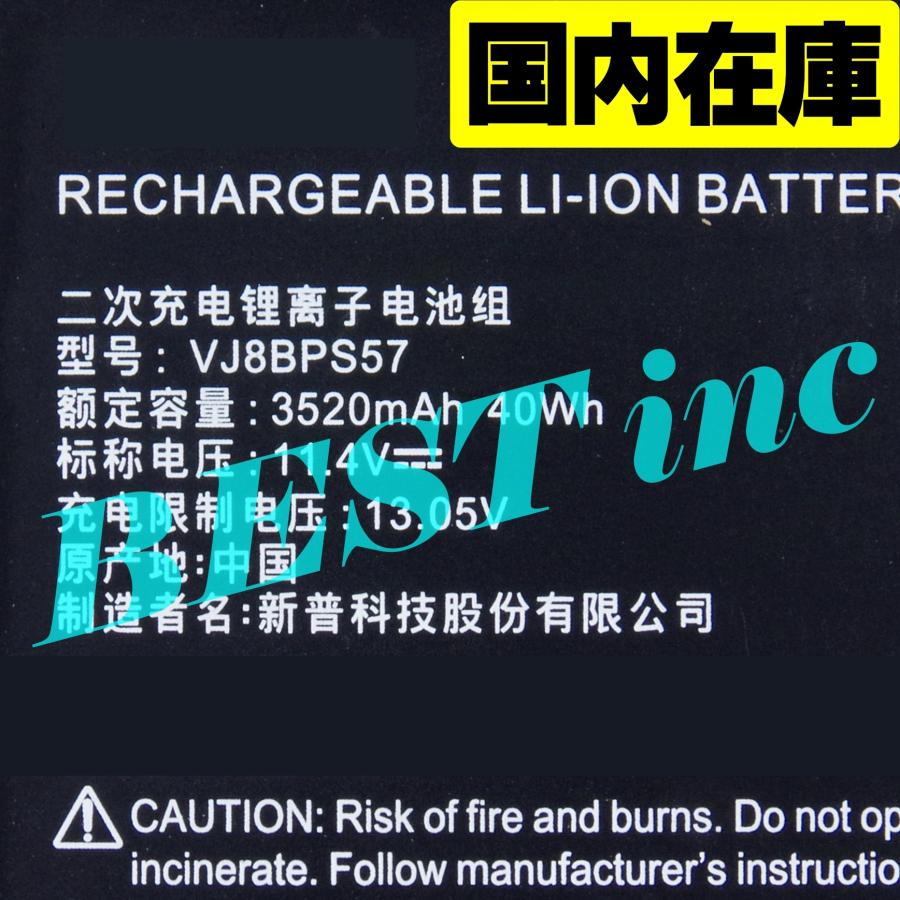 国内在庫
RECHARGEABLE LI-ION BATTER
二次充电锂离子电池组
型号: VJ8BPS57
额定容量:3520mAh 40Wh
标称电压:11.4V⎓
充电限制电压:13.05V
原产地:中国
制造者名:新普科技股份有限公司
BEST inc
CAUTION: Risk of fire and burns. Do not op
incinerate. Follow manufacturer's instructio